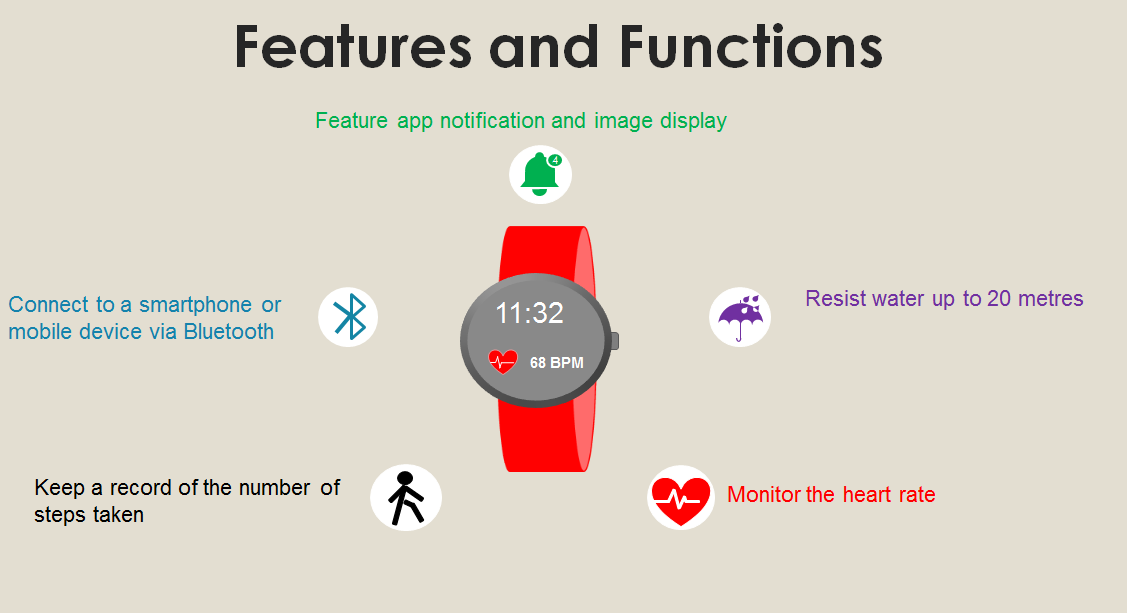 Features and Functions
Feature app notification and image display
4
Connect to a smartphone or
mobile device via Bluetooth
11:32
68 BPM
Resist water up to 20 metres
Keep a record of the number of
steps taken
Monitor the heart rate